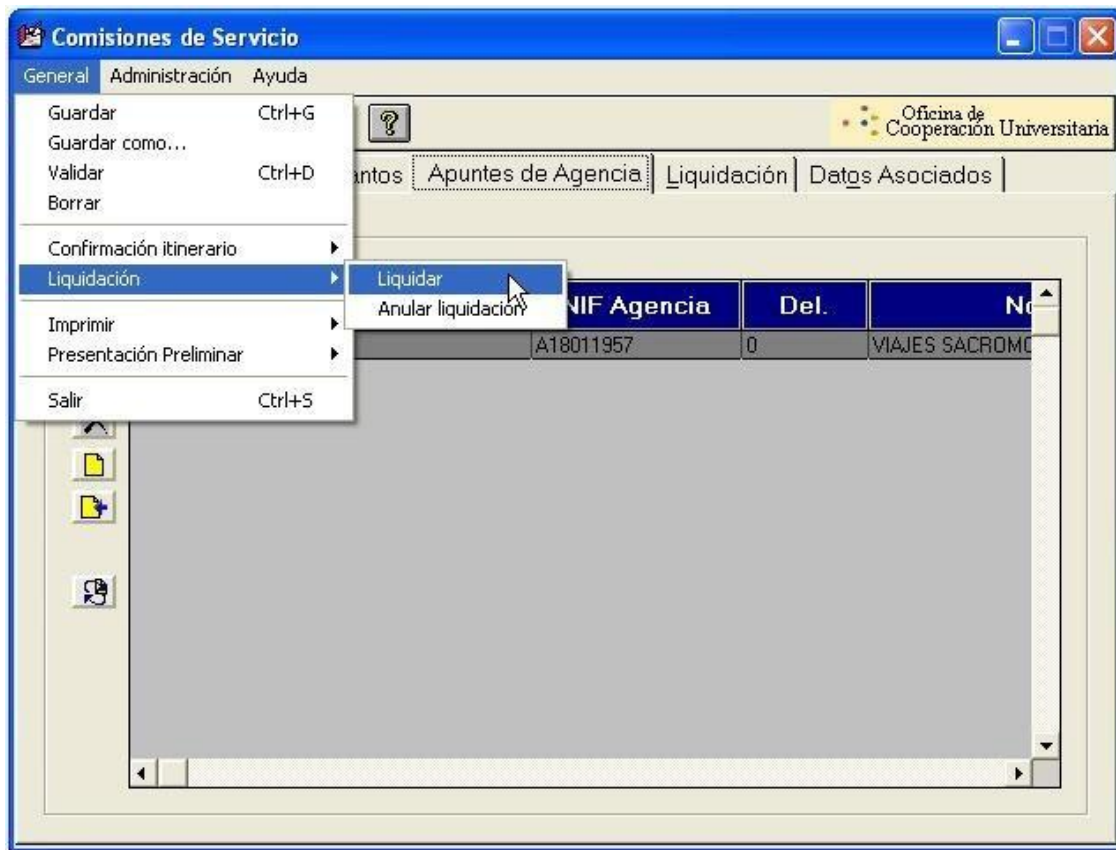 Comisiones de Servicio
General Administración Ayuda
Oficina de
Cooperación Universitaria
Guardar Ctrl+G
Guardar como...
Validar Ctrl+D
Borrar
Confirmación itinerario
Liquidación
Imprimir
Presentación Preliminar
Salir Ctrl+S
Liquidar
Anular liquidación
Apuntes de Agencia Liquidación Datos Asociados
NIF Agencia Del.
A18011957 0 VIAJES